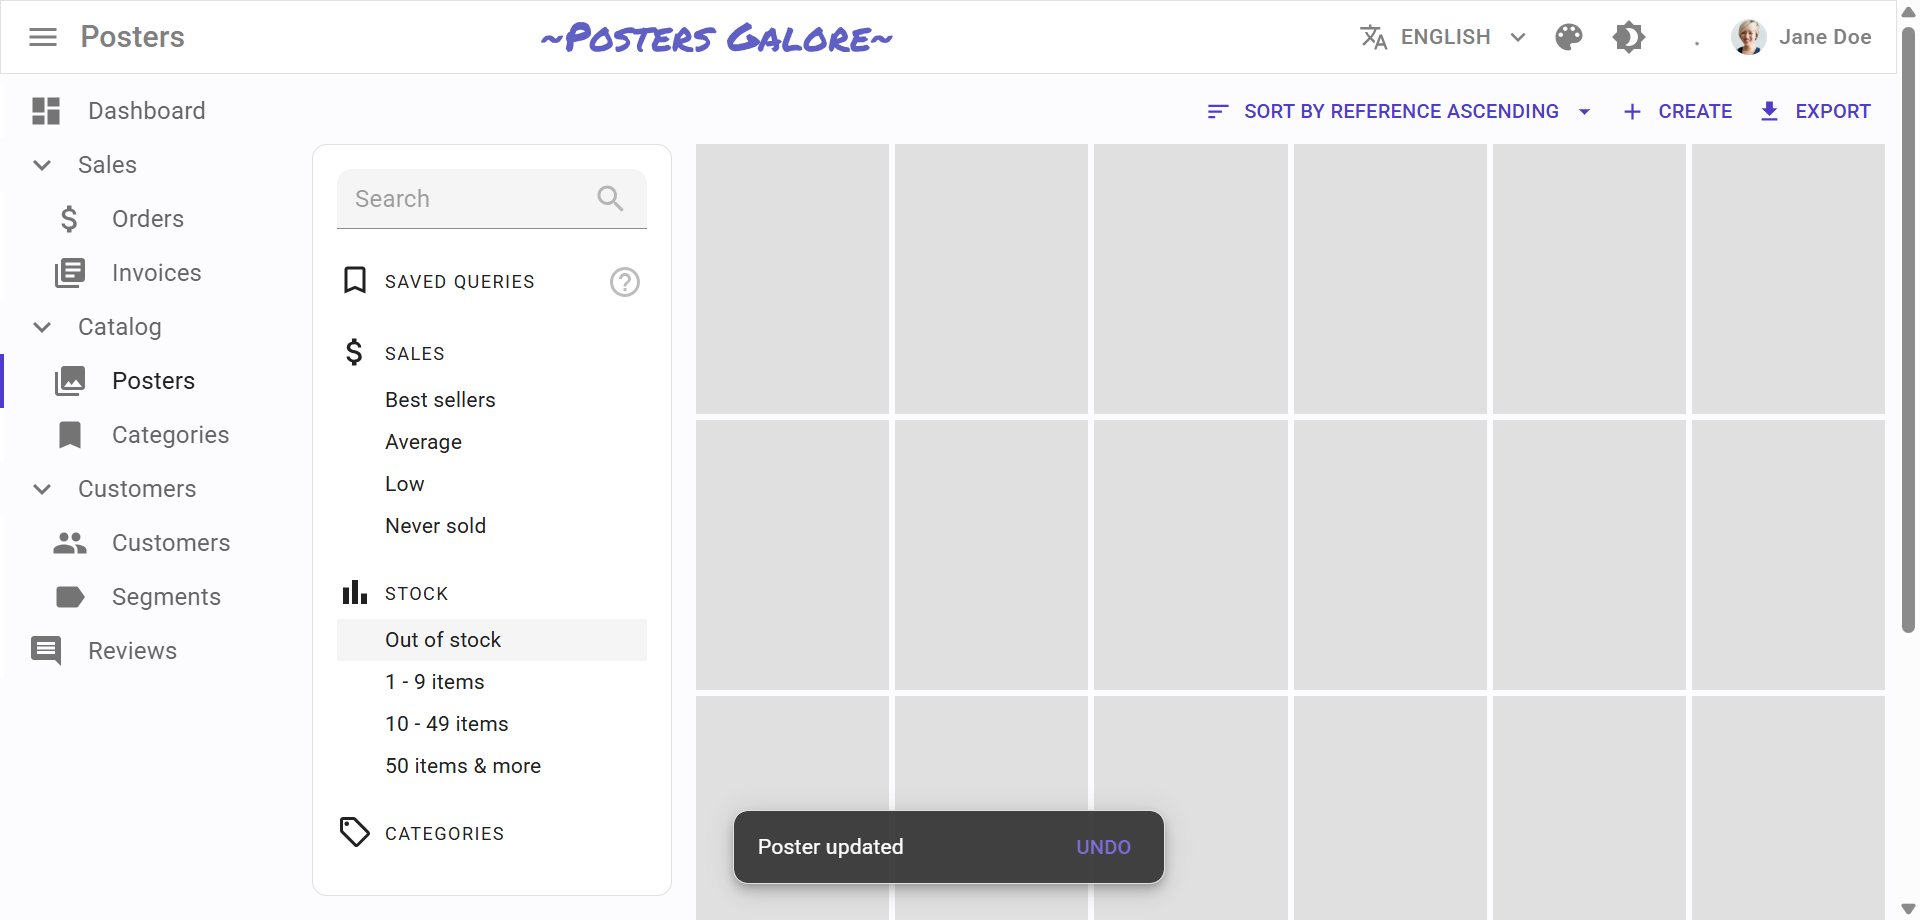 Posters
~Posters Galore~
ENGLISH
Jane Doe
Dashboard
Sales
Orders
Invoices
Catalog
Posters
Categories
Customers
Customers
Segments
Reviews
SORT BY REFERENCE ASCENDING
CREATE
EXPORT
Search
SAVED QUERIES
SALES
Best sellers
Average
Low
Never sold
STOCK
Out of stock
1 - 9 items
10 - 49 items
50 items & more
CATEGORIES
Poster updated
UNDO